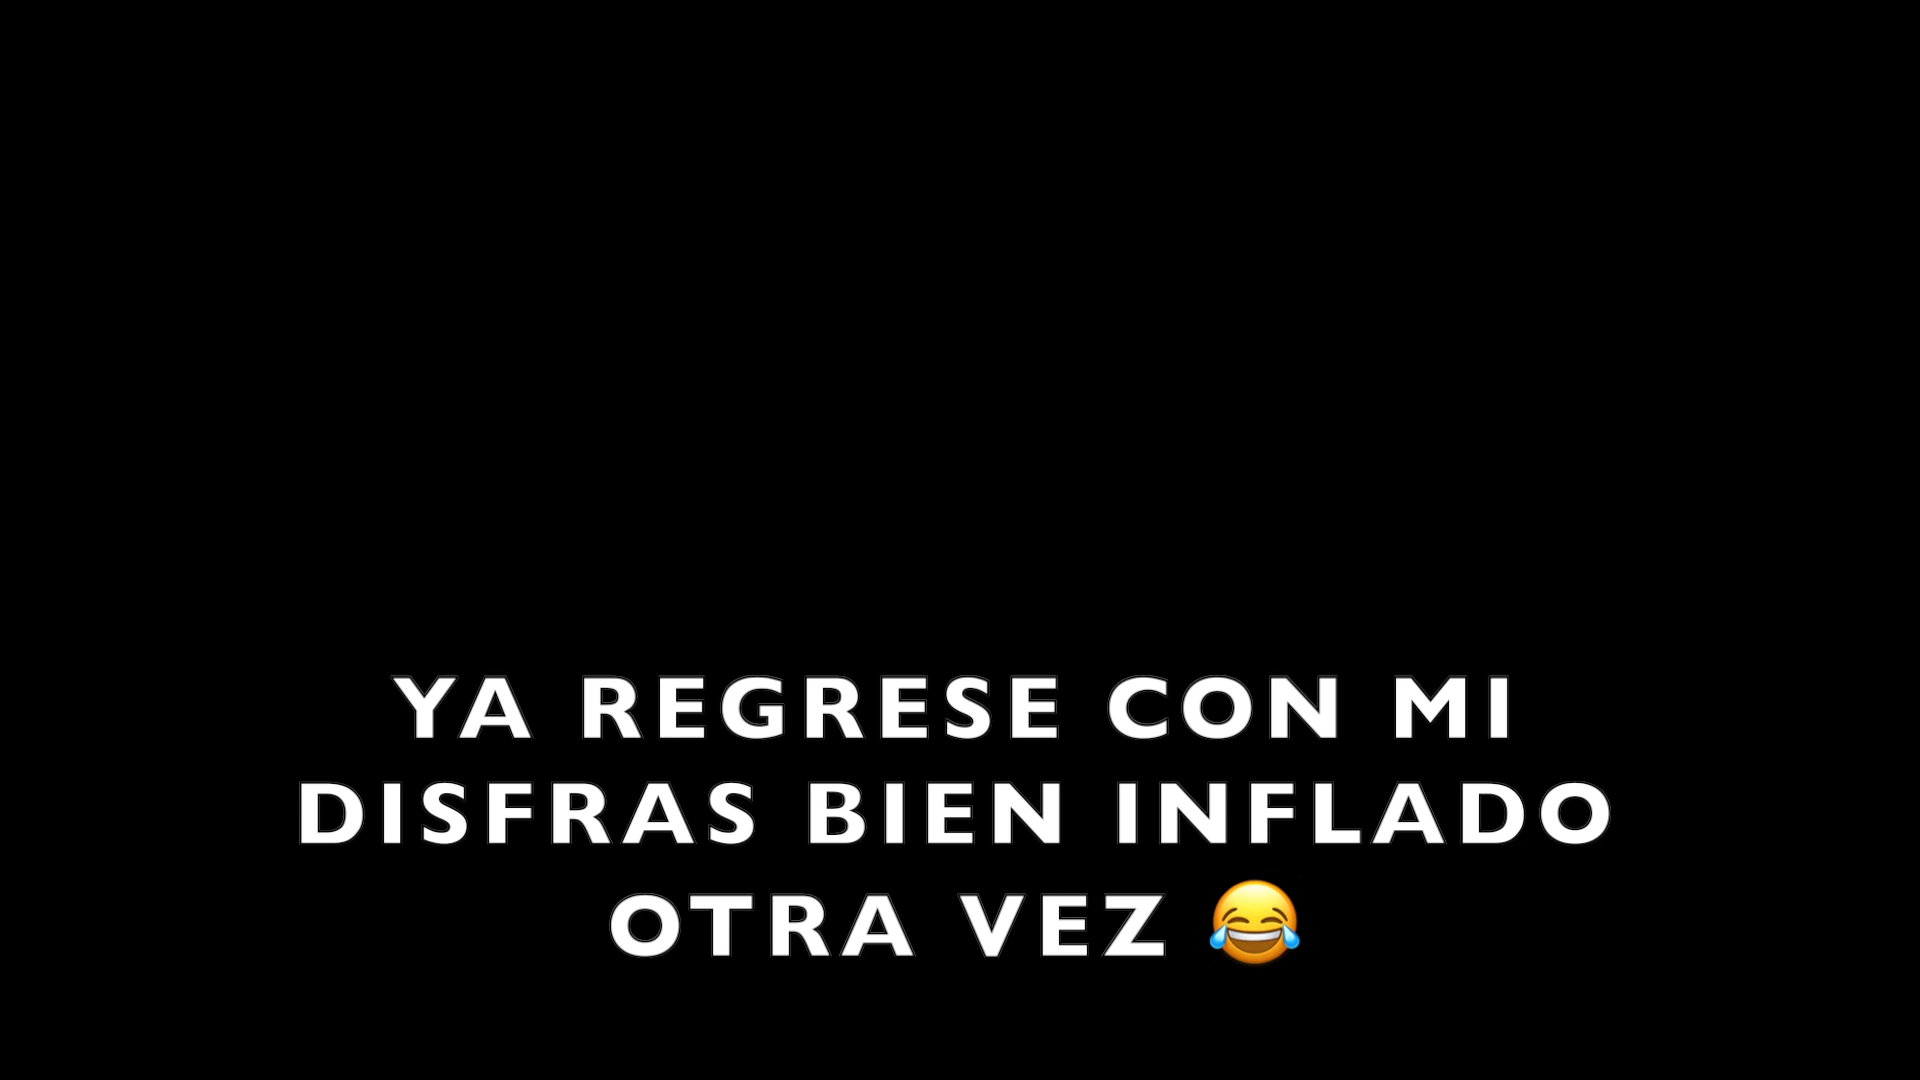 YA REGRESE CON MI
DISFRAS BIEN INFLADO
OTRA VEZ 😂